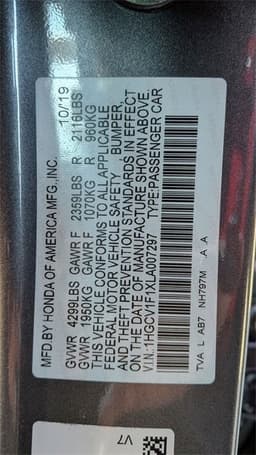 MFD.BY HONDA OF AMERICA MFG.,INC. 10/19
GVWR 4299LBS GAWR F 2359LBS R 2116LBS
GVWR 1950KG GAWR F 1070KG R 960KG
THIS VEHICLE CONFORMS TO ALL APPLICABLE
FEDERAL MOTOR VEHICLE SAFETY, BUMPER,
AND THEFT PREVENTION STANDARDS IN EFFECT
ON THE DATE OF MANUFACTURE SHOWN ABOVE.
V.I.N.:1HGCV1F1XLA007297 TYPE:PASSENGER CAR
TVA L AB7 NH797M A A
V7